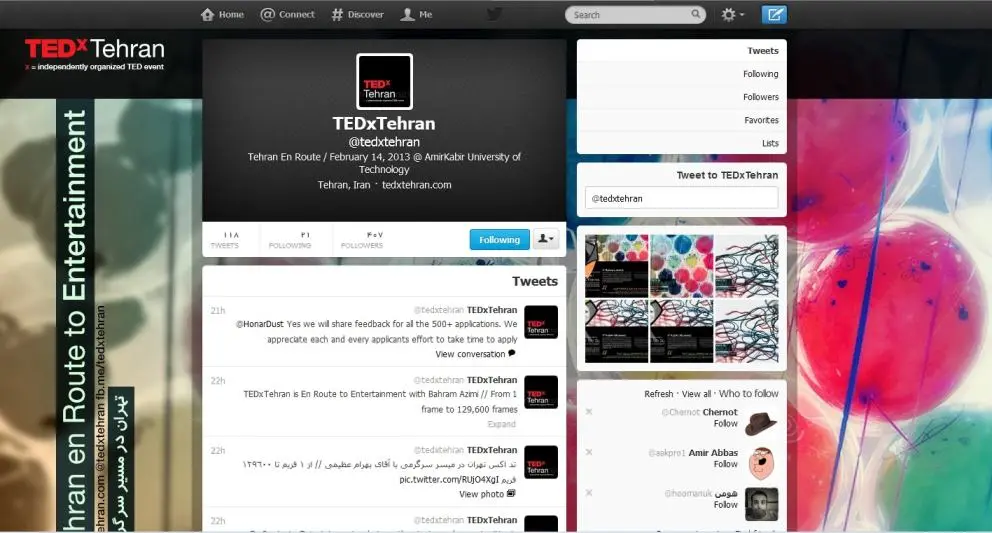 Home
Connect
Discover
Me
Search
TEDx Tehran
x = independently organized TED event
TEDx
Tehran
TEDxTehran
@tedxtehran
Tehran En Route / February 14, 2013 @ AmirKabir University of
Technology
Tehran, Iran · tedxtehran.com
۱۱۸
TWEETS
۲۱
FOLLOWING
۴۰۷
FOLLOWERS
Following
Tweets
21h
@tedxtehran TEDxTehran
@HonarDust Yes we will share feedback for all the 500+ applications. We
appreciate each and every applicants effort to take time to apply
View conversation
22h
@tedxtehran TEDxTehran
TEDxTehran is En Route to Entertainment with Bahram Azimi // From 1
frame to 129,600 frames
Expand
22h
@tedxtehran TEDxTehran
تد اکس تهران در میسر سرگرمی با آقای بهرام عظیمی // از ۱ فریم تا ۱۲۹٬۶۰۰
فریم pic.twitter.com/RUjO4XgI
View photo
22h
@tedxtehran TEDxTehran
Tweets
Following
Followers
Favorites
Lists
Tweet to TEDxTehran
@tedxtehran
Refresh · View all · Who to follow
@Chernot Chernot
Follow
@aakpro1 Amir Abbas
Follow
@hoomanuk هومن
Follow
hran en Route to Entertainment
ehran.com @tedxtehran fb.me/tedxtehran
تهران در مسیر سرگر